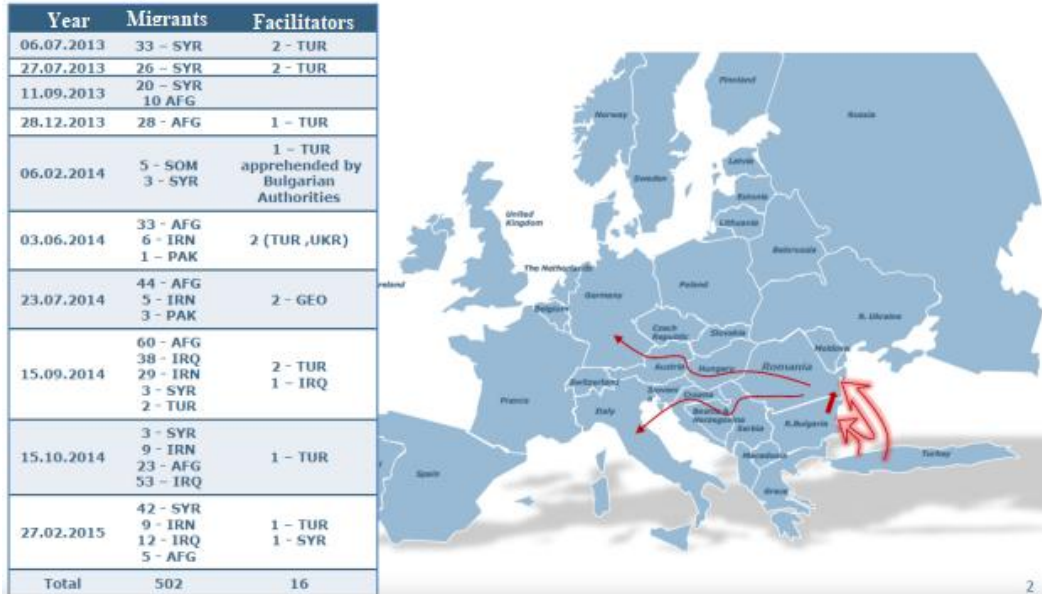 Year Migrants Facilitators
06.07.2013 33 – SYR 2 - TUR
27.07.2013 26 – SYR 2 - TUR
11.09.2013 20 – SYR
10 AFG
28.12.2013 28 - AFG 1 – TUR
06.02.2014 5 - SOM
3 - SYR
1 – TUR
apprehended by
Bulgarian
Authorities
03.06.2014 33 - AFG
6 - IRN
1 – PAK
2 (TUR ,UKR)
23.07.2014 44 - AFG
5 - IRN
3 - PAK
2 - GEO
15.09.2014 60 - AFG
38 - IRQ
29 - IRN
3 - SYR
2 - TUR
2 - TUR
1 – IRQ
15.10.2014 3 - SYR
9 - IRN
23 - AFG
53 – IRQ
1 - TUR
27.02.2015 42 - SYR
9 - IRN
12 - IRQ
5 - AFG
1 – TUR
1 - SYR
Total 502 16
Finnland
Norway
Russia
Sweden
Latvia
Estonia
Lithuania
United
Kingdom
Belorussia
The Netherlands
reland
Germany
Poland
Belgium
Czech
Republic
Slovakia
R. Ukraine
Moldova
Austria
Hungary
Romania
Switzerland
France
Italy
Croatia
Bosnia &
Herzegovina
Serbia
R.Bulgaria
Macedonia
Turkey
Spain
Greece
2